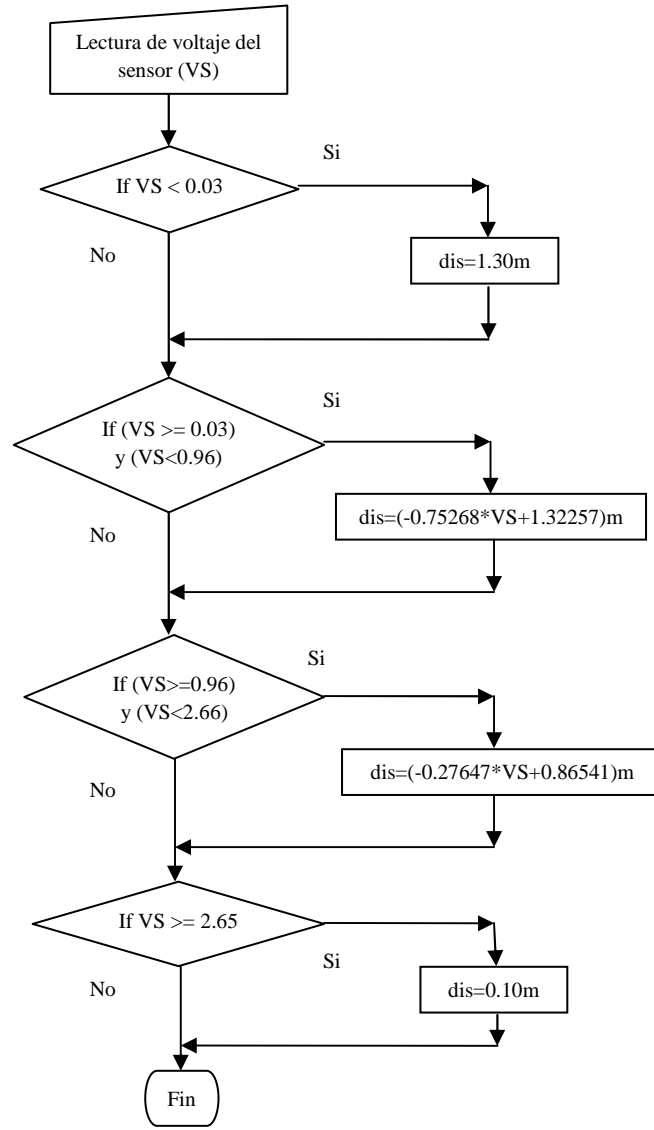 Lectura de voltaje del
sensor (VS)
Si
If VS < 0.03
No
dis=1.30m
Si
If (VS >= 0.03)
y (VS<0.96)
dis=(-0.75268*VS+1.32257)m
No
Si
If (VS>=0.96)
y (VS<2.66)
dis=(-0.27647*VS+0.86541)m
No
If VS >= 2.65
Si
No
dis=0.10m
Fin